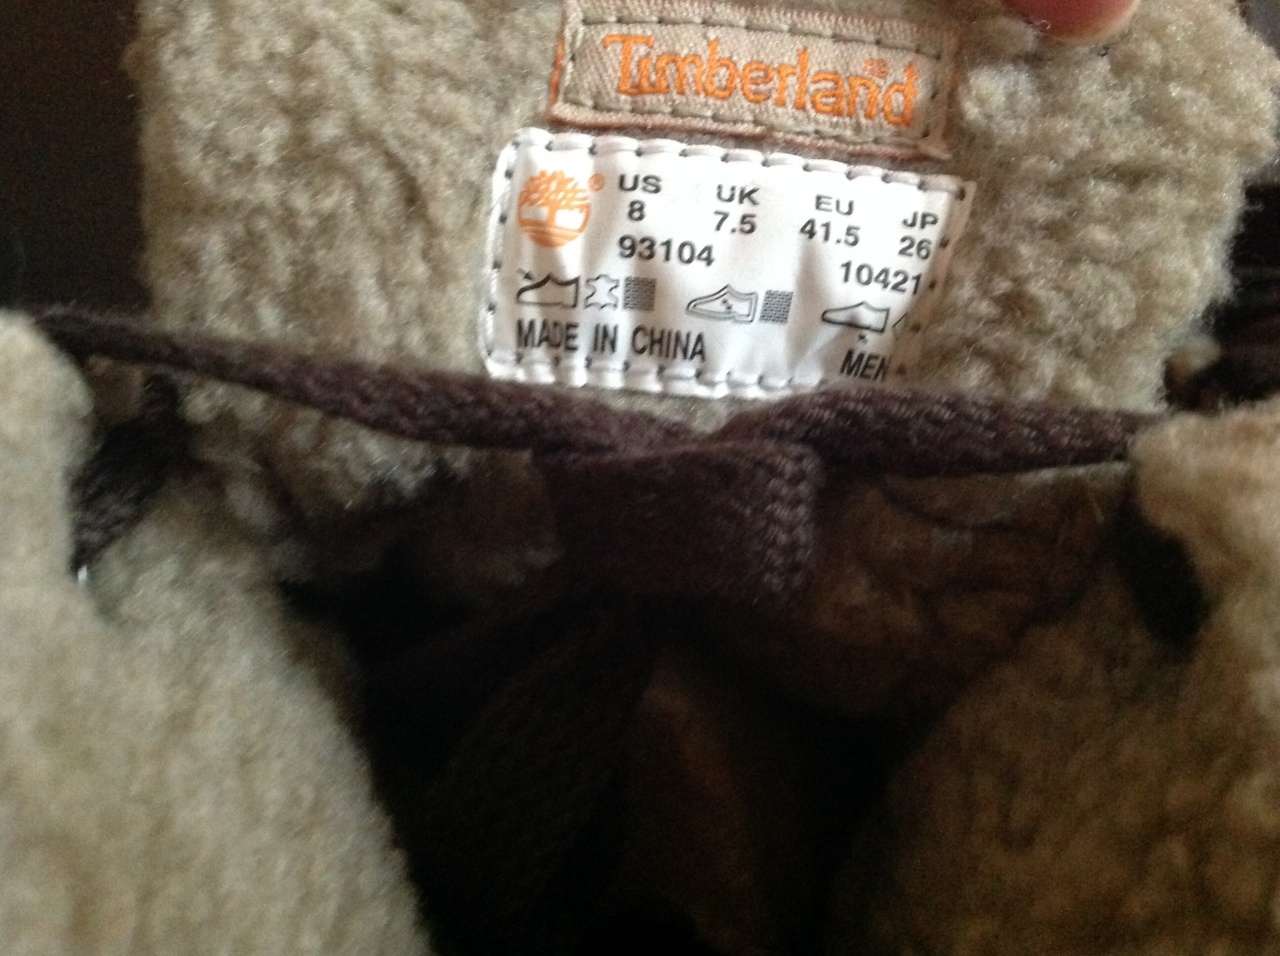 Timberland®
® US UK EU JP
8 7.5 41.5 26
93104 10421
MADE IN CHINA MEN